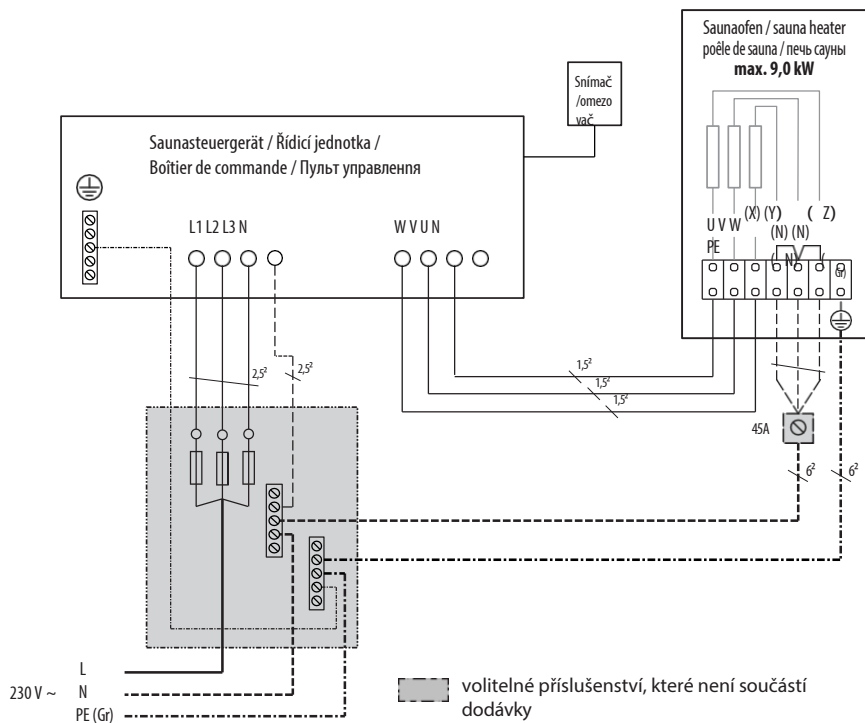 Saunaofen / sauna heater
poêle de sauna / печь сауны
max. 9,0 kW
Snímač
/omezo
vač
Saunasteuergerät / Řídicí jednotka /
Boîtier de commande / Пульт управлення
L1 L2 L3 N
W V U N
(X) (Y) ( Z)
U V W
(N) (N)
PE
( N) (
Gr)
2,5²
2,5²
1,5²
1,5²
1,5²
45A
6²
6²
L
230 V ~ N
PE (Gr)
volitelné příslušenství, které není součástí
dodávky